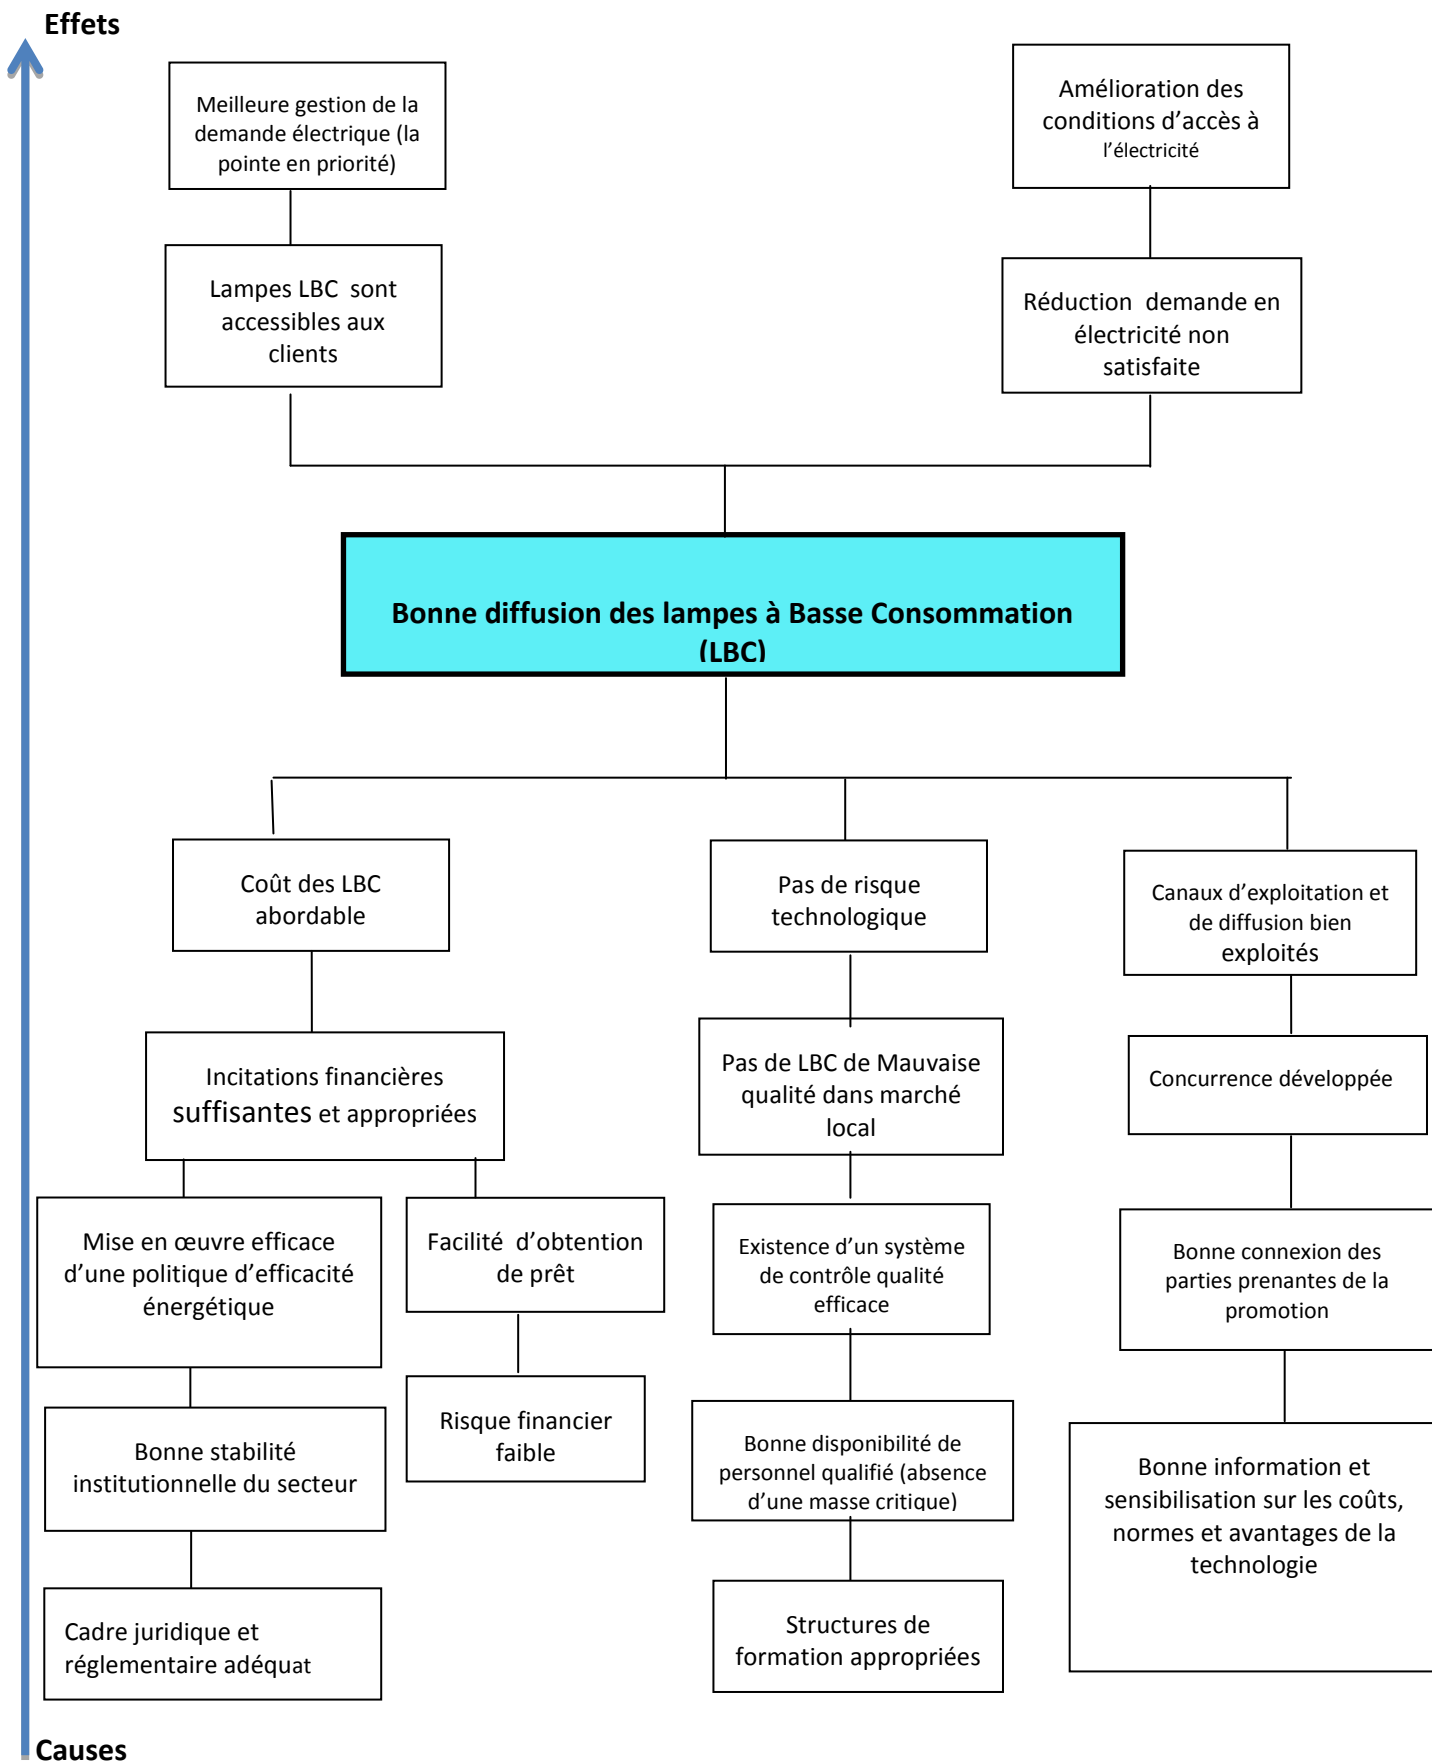 Effets
Meilleure gestion de la
demande électrique (la
pointe en priorité)
Amélioration des
conditions d'accès à
l'électricité
Lampes LBC sont
accessibles aux
clients
Réduction demande en
électricité non
satisfaite
Bonne diffusion des lampes à Basse Consommation
(LBC)
Coût des LBC
abordable
Pas de risque
technologique
Canaux d'exploitation et
de diffusion bien
exploités
Incitations financières
suffisantes et appropriées
Pas de LBC de Mauvaise
qualité dans marché
local
Concurrence développée
Mise en œuvre efficace
d'une politique d'efficacité
énergétique
Facilité d'obtention
de prêt
Existence d'un système
de contrôle qualité
efficace
Bonne connexion des
parties prenantes de la
promotion
Bonne stabilité
institutionnelle du secteur
Risque financier
faible
Bonne disponibilité de
personnel qualifié (absence
d'une masse critique)
Bonne information et
sensibilisation sur les coûts,
normes et avantages de la
technologie
Cadre juridique et
réglementaire adéquat
Structures de
formation appropriées
Causes